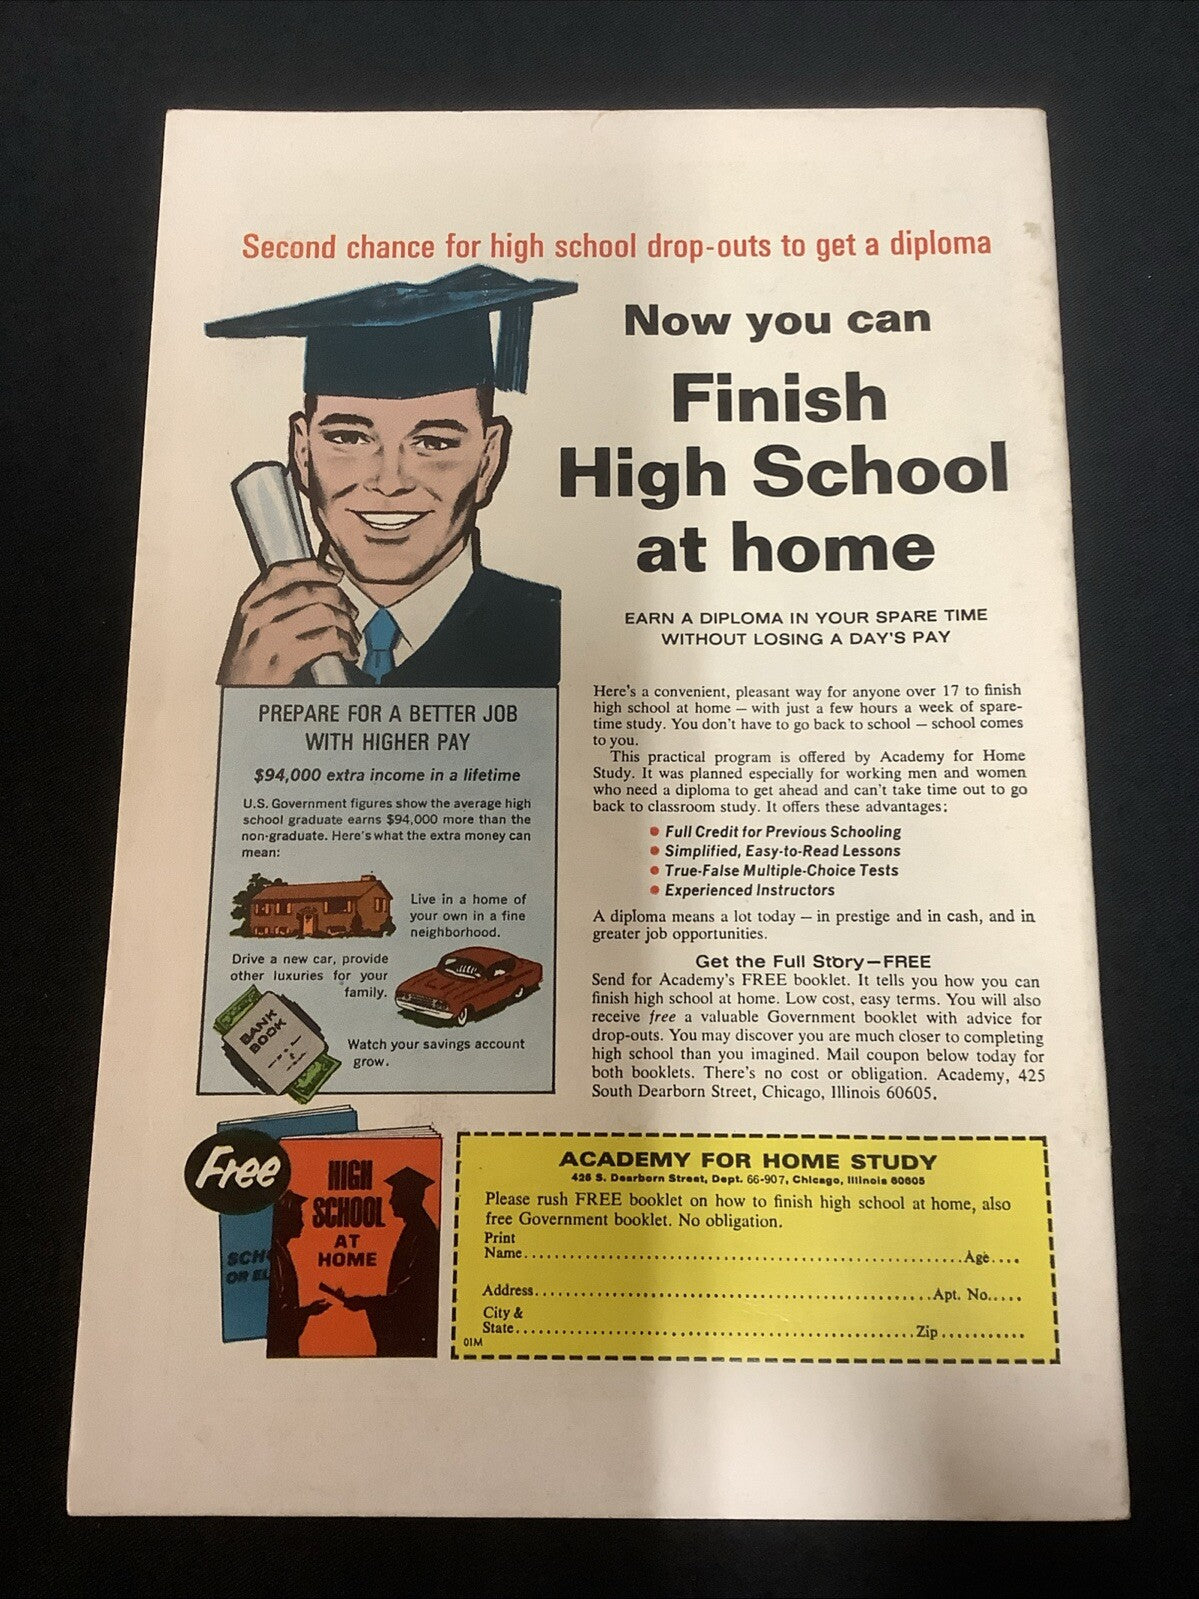 Second chance for high school drop-outs to get a diploma
Now you can
Finish
High School
at home
EARN A DIPLOMA IN YOUR SPARE TIME
WITHOUT LOSING A DAY'S PAY
PREPARE FOR A BETTER JOB
WITH HIGHER PAY
$94,000 extra income in a lifetime
U.S. Government figures show the average high
school graduate earns $94,000 more than the
non-graduate. Here's what the extra money can
mean:
Live in a home of
your own in a fine
neighborhood.
Drive a new car, provide
other luxuries for your
family.
BANK
BOOK
Watch your savings account
grow.
Here's a convenient, pleasant way for anyone over 17 to finish
high school at home — with just a few hours a week of spare-
time study. You don't have to go back to school — school comes
to you.
This practical program is offered by Academy for Home
Study. It was planned especially for working men and women
who need a diploma to get ahead and can't take time out to go
back to classroom study. It offers these advantages:
• Full Credit for Previous Schooling
• Simplified, Easy-to-Read Lessons
• True-False Multiple-Choice Tests
• Experienced Instructors
A diploma means a lot today — in prestige and in cash, and in
greater job opportunities.
Get the Full Story—FREE
Send for Academy's FREE booklet. It tells you how you can
finish high school at home. Low cost, easy terms. You will also
receive free a valuable Government booklet with advice for
drop-outs. You may discover you are much closer to completing
high school than you imagined. Mail coupon below today for
both booklets. There's no cost or obligation. Academy, 425
South Dearborn Street, Chicago, Illinois 60605.
Free
HIGH
SCHOOL
AT
HOME
SCH
OR EL
ACADEMY FOR HOME STUDY
425 S. Dearborn Street, Dept. 66-907, Chicago, Illinois 60605
Please rush FREE booklet on how to finish high school at home, also
free Government booklet. No obligation.
Print
Name.......................................................Age....
Address....................................................Apt. No.....
City &
State......................................................Zip...........
01M